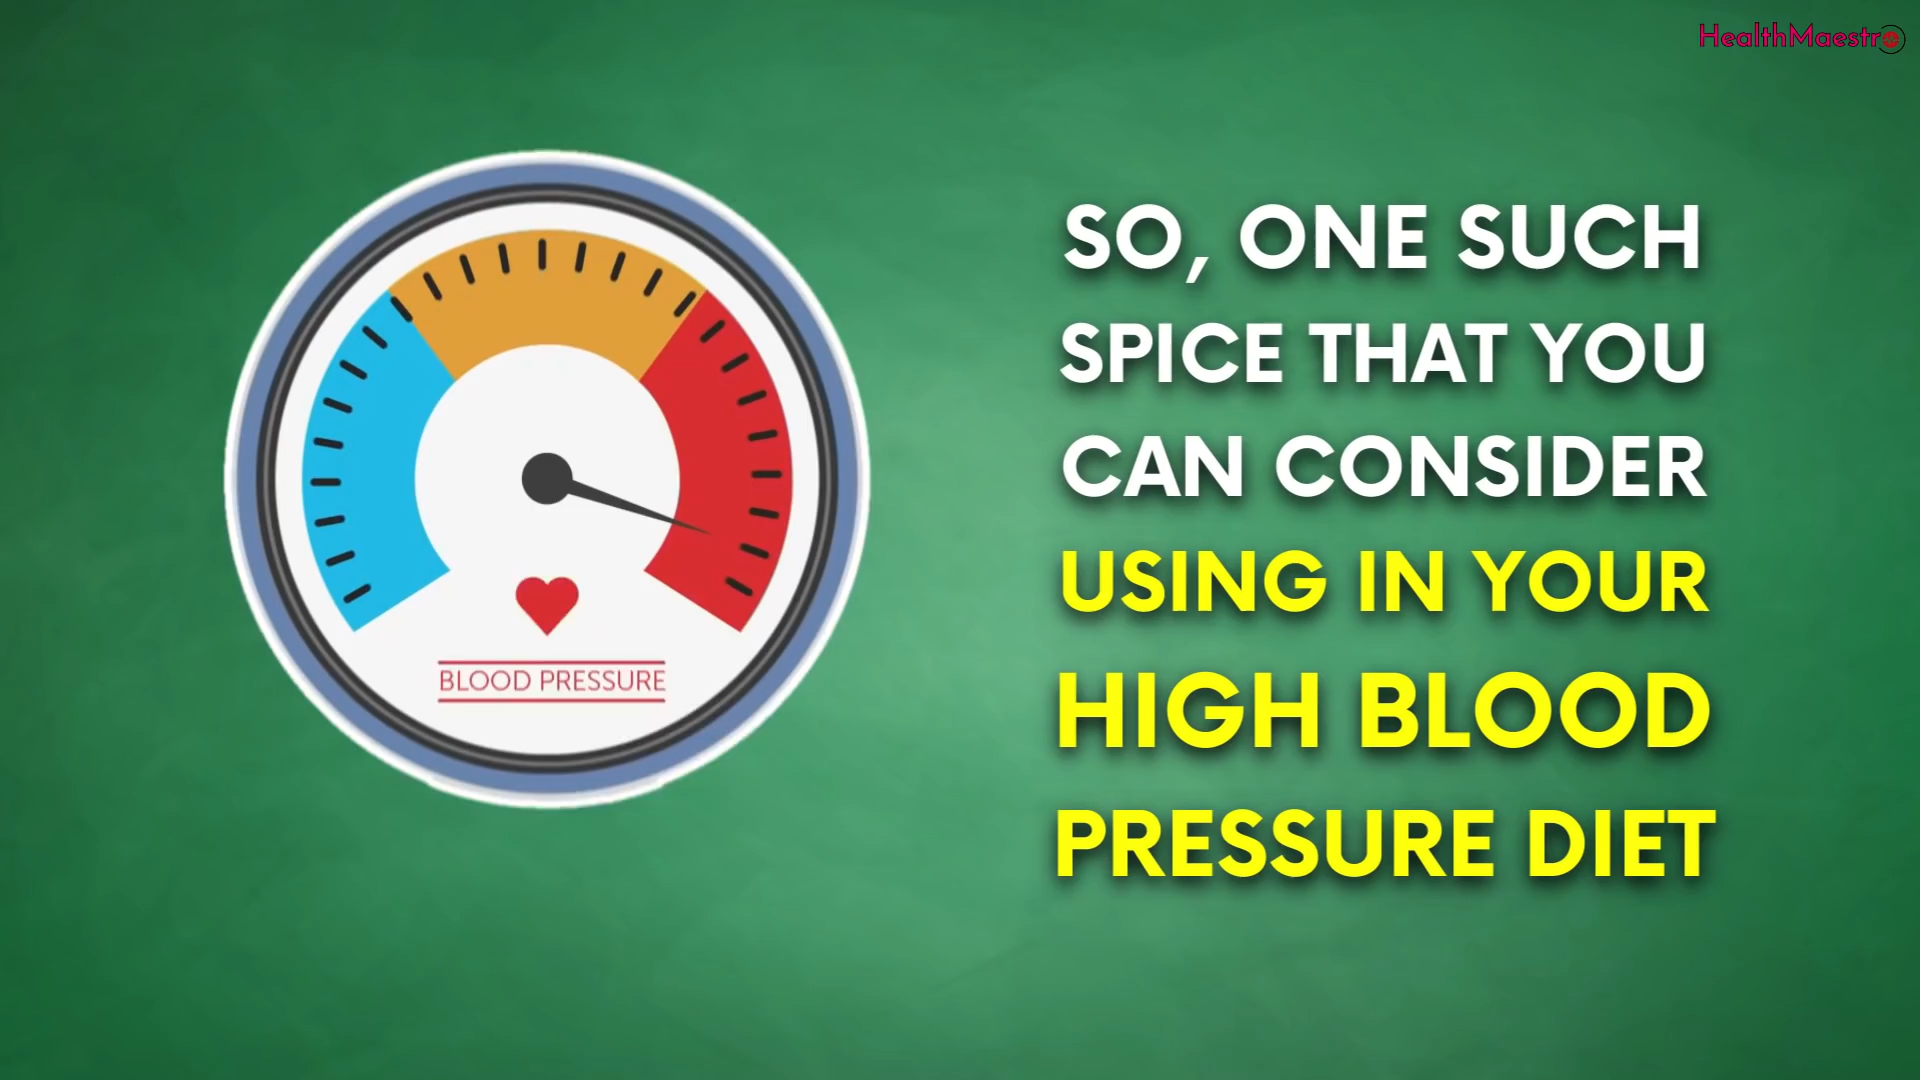 HealthMaestro
SO, ONE SUCH
SPICE THAT YOU
CAN CONSIDER
USING IN YOUR
HIGH BLOOD
PRESSURE DIET
BLOOD PRESSURE